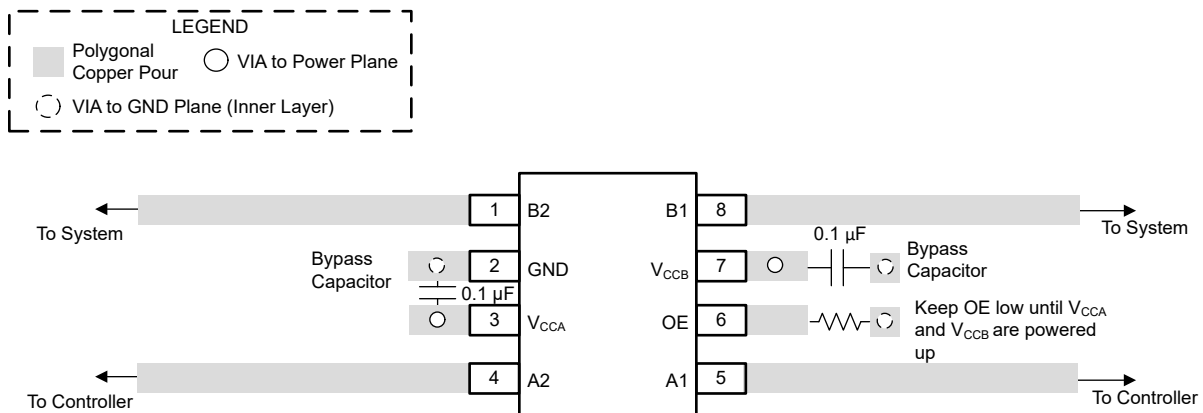 LEGEND
Polygonal
Copper Pour
VIA to Power Plane
VIA to GND Plane (Inner Layer)
1 B2
B1 8
To System
To System
0.1 µF
Bypass
Capacitor
2 GND
VCCB 7
Bypass
Capacitor
0.1 µF
3 VCCA
OE 6
Keep OE low until VCCA
and VCCB are powered
up
4 A2
A1 5
To Controller
To Controller